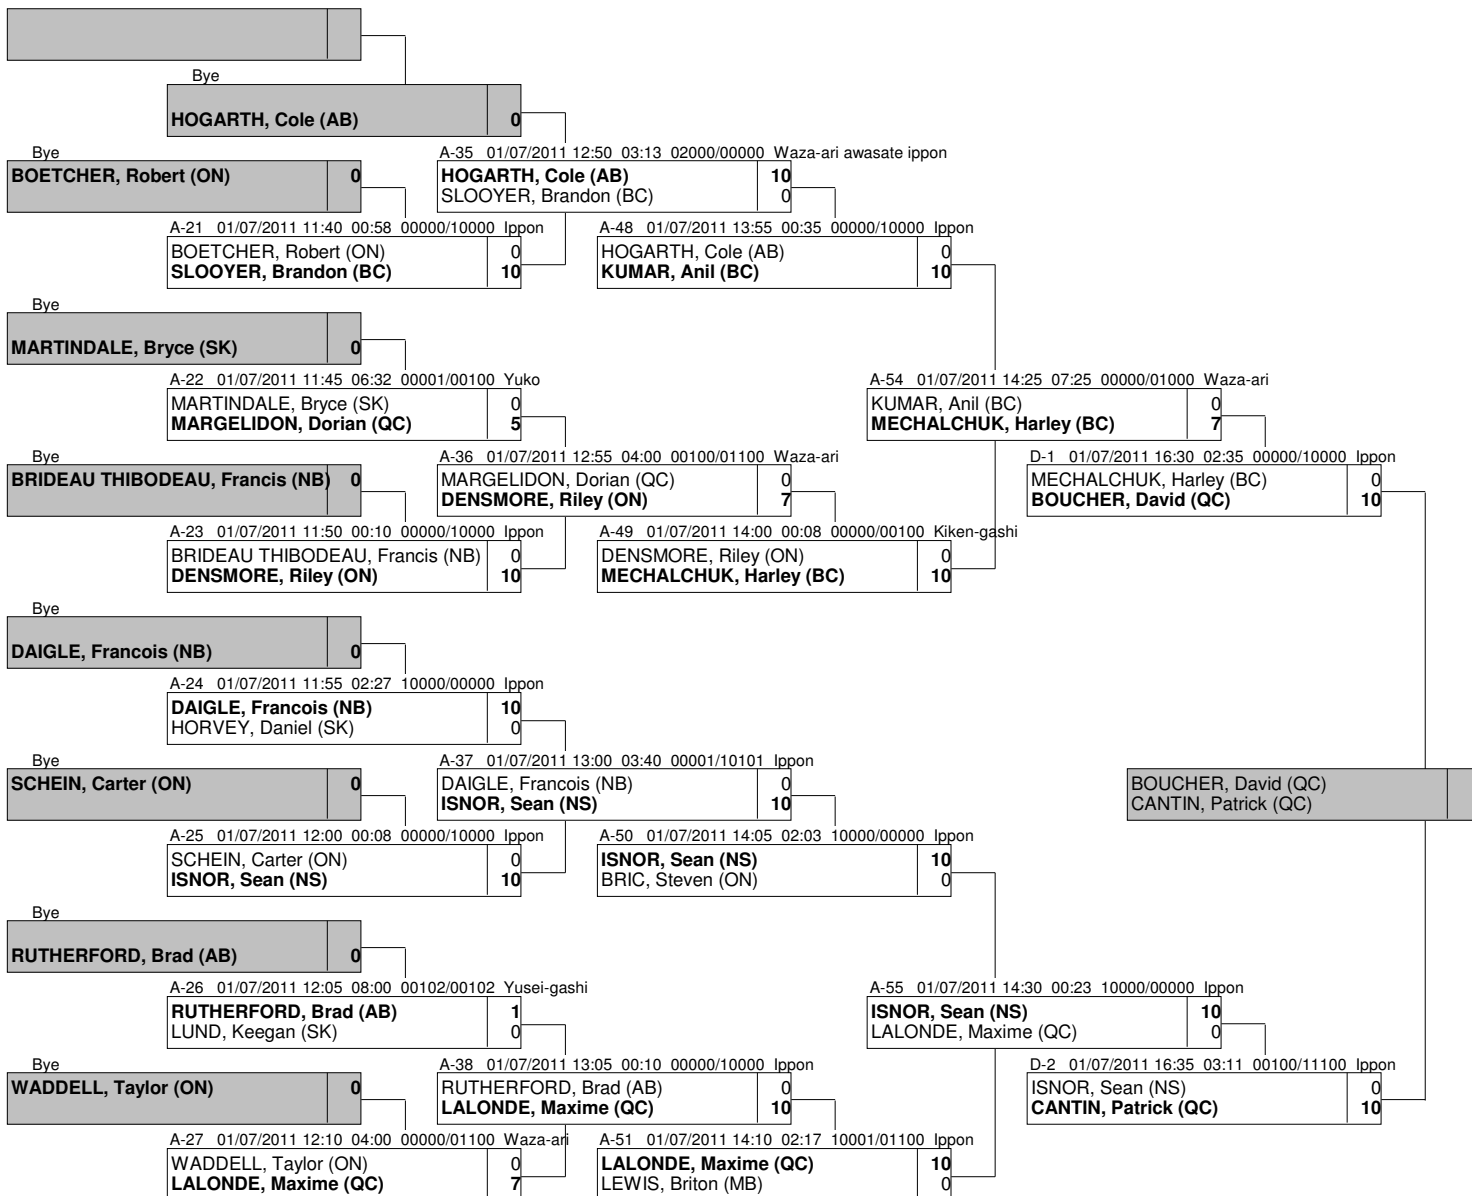 Bye
HOGARTH, Cole (AB) 0
Bye
BOETCHER, Robert (ON) 0
A-35 01/07/2011 12:50 03:13 02000/00000 Waza-ari awasate ippon
HOGARTH, Cole (AB) 10
SLOOYER, Brandon (BC) 0
A-21 01/07/2011 11:40 00:58 00000/10000 Ippon
BOETCHER, Robert (ON) 0
SLOOYER, Brandon (BC) 10
A-48 01/07/2011 13:55 00:35 00000/10000 Ippon
HOGARTH, Cole (AB) 0
KUMAR, Anil (BC) 10
Bye
MARTINDALE, Bryce (SK) 0
A-22 01/07/2011 11:45 06:32 00001/00100 Yuko
MARTINDALE, Bryce (SK) 0
MARGELIDON, Dorian (QC) 5
A-54 01/07/2011 14:25 07:25 00000/01000 Waza-ari
KUMAR, Anil (BC) 0
MECHALCHUK, Harley (BC) 7
Bye
BRIDEAU THIBODEAU, Francis (NB) 0
A-36 01/07/2011 12:55 04:00 00100/01100 Waza-ari
MARGELIDON, Dorian (QC) 0
DENSMORE, Riley (ON) 7
D-1 01/07/2011 16:30 02:35 00000/10000 Ippon
MECHALCHUK, Harley (BC) 0
BOUCHER, David (QC) 10
A-23 01/07/2011 11:50 00:10 00000/10000 Ippon
BRIDEAU THIBODEAU, Francis (NB) 0
DENSMORE, Riley (ON) 10
A-49 01/07/2011 14:00 00:08 00000/00100 Kiken-gashi
DENSMORE, Riley (ON) 0
MECHALCHUK, Harley (BC) 10
Bye
DAIGLE, Francois (NB) 0
A-24 01/07/2011 11:55 02:27 10000/00000 Ippon
DAIGLE, Francois (NB) 10
HORVEY, Daniel (SK) 0
Bye
SCHEIN, Carter (ON) 0
A-37 01/07/2011 13:00 03:40 00001/10101 Ippon
DAIGLE, Francois (NB) 0
ISNOR, Sean (NS) 10
BOUCHER, David (QC)
CANTIN, Patrick (QC)
A-25 01/07/2011 12:00 00:08 00000/10000 Ippon
SCHEIN, Carter (ON) 0
ISNOR, Sean (NS) 10
A-50 01/07/2011 14:05 02:03 10000/00000 Ippon
ISNOR, Sean (NS) 10
BRIC, Steven (ON) 0
Bye
RUTHERFORD, Brad (AB) 0
A-26 01/07/2011 12:05 08:00 00102/00102 Yusei-gashi
RUTHERFORD, Brad (AB) 1
LUND, Keegan (SK) 0
A-55 01/07/2011 14:30 00:23 10000/00000 Ippon
ISNOR, Sean (NS) 10
LALONDE, Maxime (QC) 0
Bye
WADDELL, Taylor (ON) 0
A-38 01/07/2011 13:05 00:10 00000/10000 Ippon
RUTHERFORD, Brad (AB) 0
LALONDE, Maxime (QC) 10
D-2 01/07/2011 16:35 03:11 00100/11100 Ippon
ISNOR, Sean (NS) 0
CANTIN, Patrick (QC) 10
A-27 01/07/2011 12:10 04:00 00000/01100 Waza-ari
WADDELL, Taylor (ON) 0
LALONDE, Maxime (QC) 7
A-51 01/07/2011 14:10 02:17 10001/01100 Ippon
LALONDE, Maxime (QC) 10
LEWIS, Briton (MB) 0